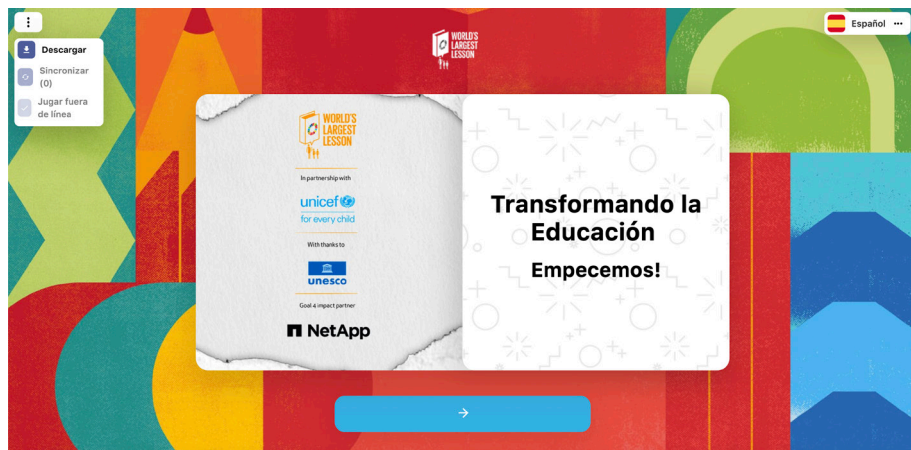 Descargar
Sincronizar
(0)
Jugar fuera
de línea
Español
WORLD'S
LARGEST
LESSON
WORLD'S
LARGEST
LESSON
In partnership with
unicef
for every child
With thanks to
unesco
Goal 4 impact partner
NetApp
Transformando la
Educación
Empecemos!